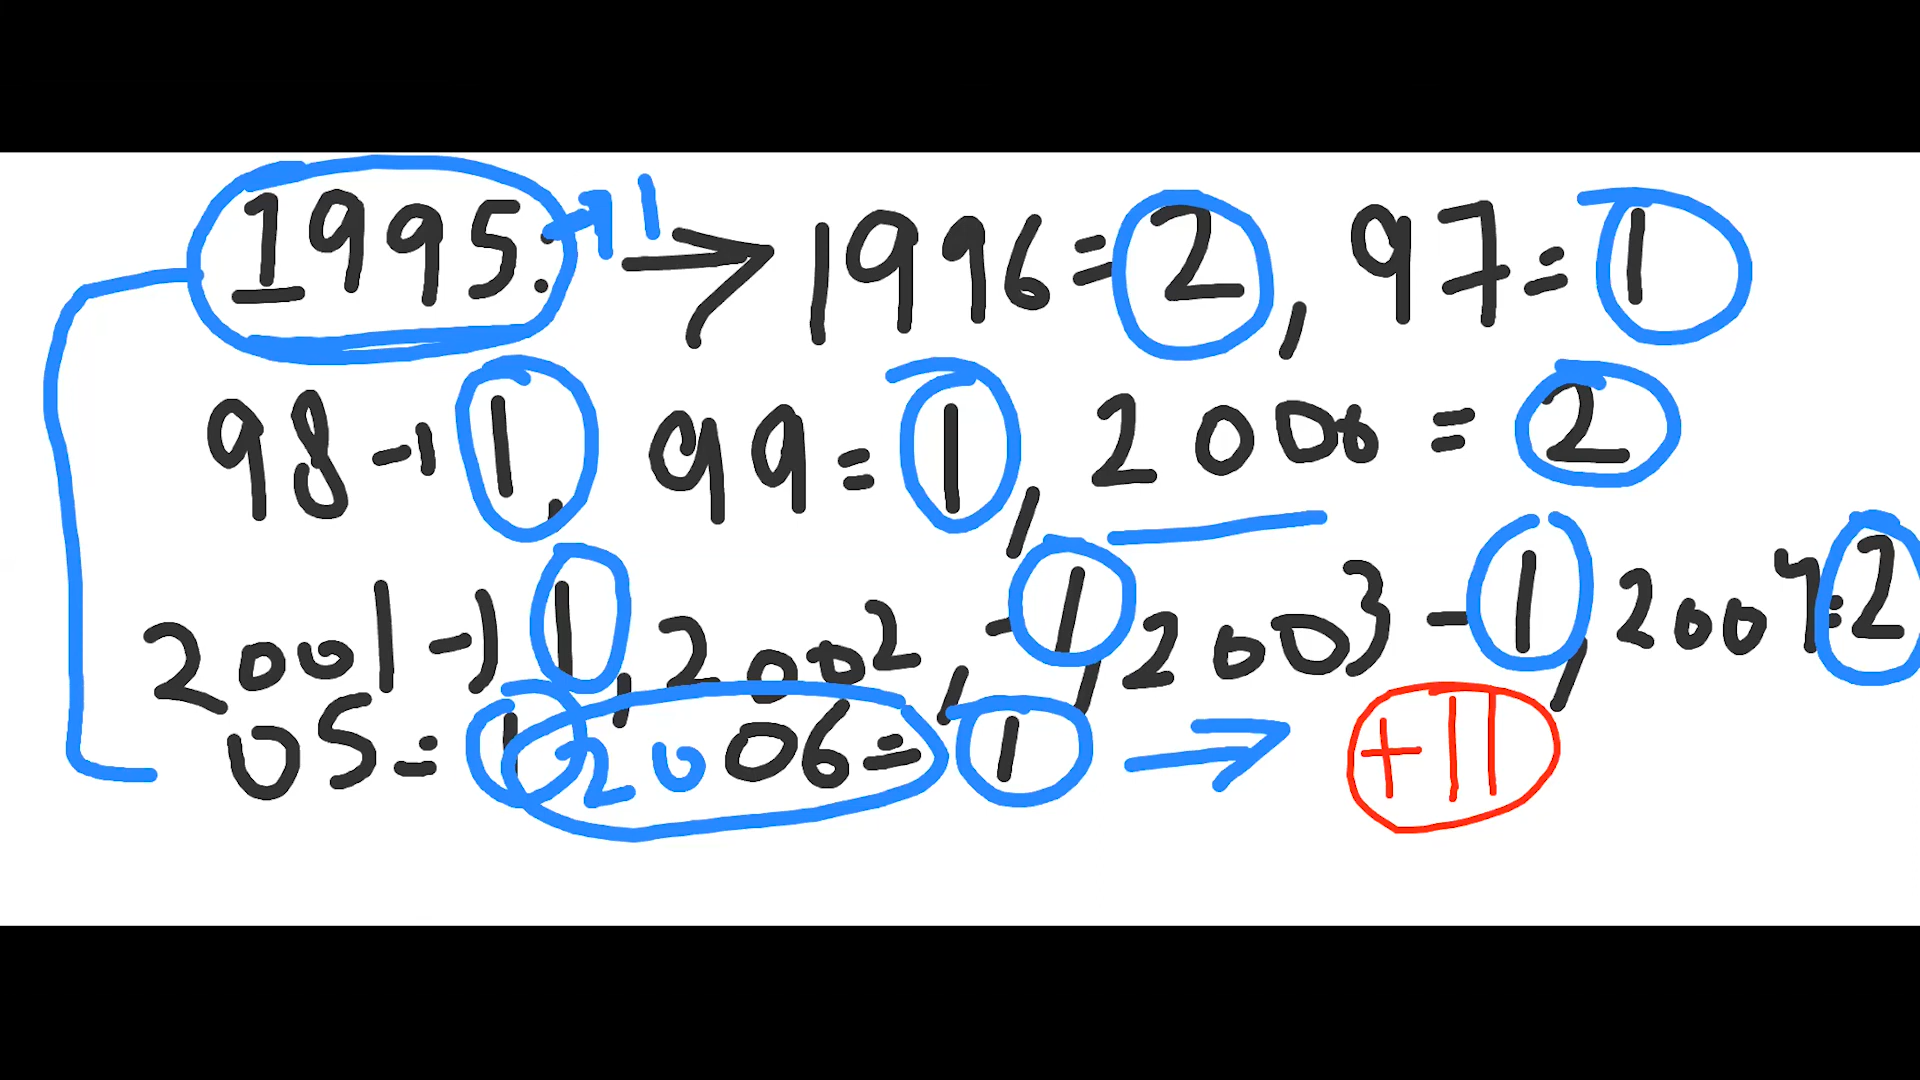 1995: 11 → 1996 = 2, 97 = 1
98 → 1, 99 = 1, 2000 = 2
2001 → 1, 2002, - 1, 2003 - 1, 2004 = 2
05 = 1 2006 = 1 → +11